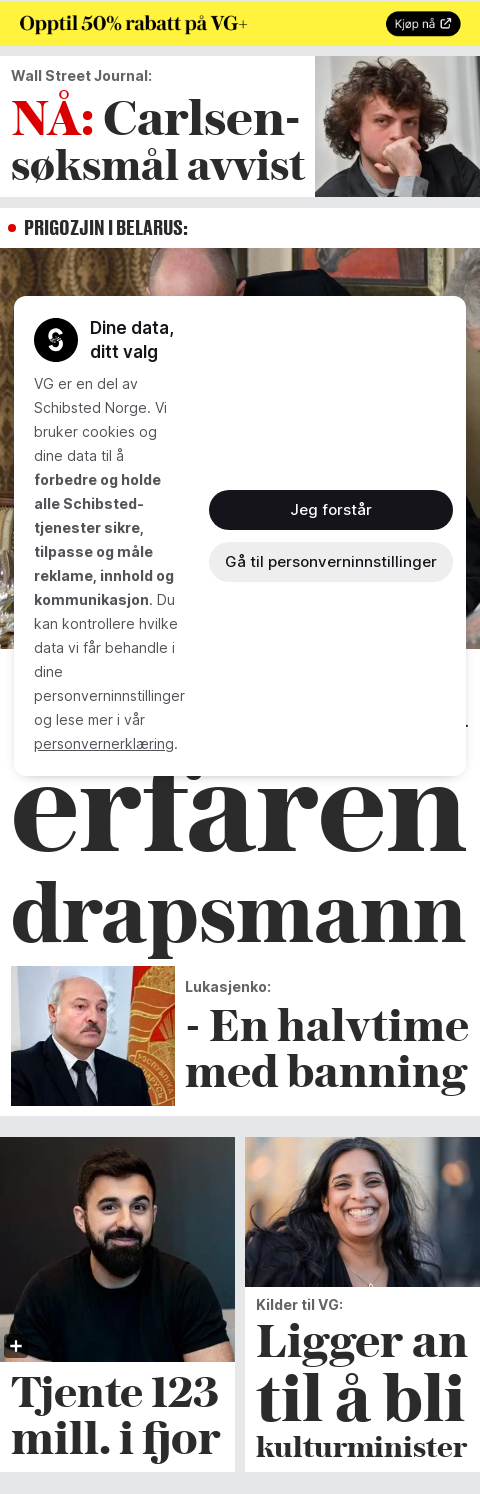 Opptil 50% rabatt på VG+
Kjøp nå
Wall Street Journal:
NÅ: Carlsen-
søksmål avvist
PRIGOZJIN I BELARUS:
Dine data,
ditt valg
VG er en del av
Schibsted Norge. Vi
bruker cookies og
dine data til å
forbedre og holde
alle Schibsted-
tjenester sikre,
tilpasse og måle
reklame, innhold og
kommunikasjon. Du
kan kontrollere hvilke
data vi får behandle i
dine
personverninnstillinger
og lese mer i vår
personvernerklæring.
Jeg forstår
Gå til personverninnstillinger
erfaren
drapsmann
Lukasjenko:
- En halvtime
med banning
Tjente 123
mill. i fjor
Kilder til VG:
Ligger an
til å bli
kulturminister